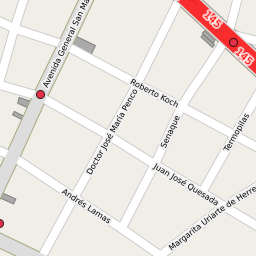 145
145
Avenida General San Ma
Roberto Koch
Doctor José María Penco
Senaque
Termopilas
Juan José Quesada
Andrés Lamas
Margarita Uriarte de Herre